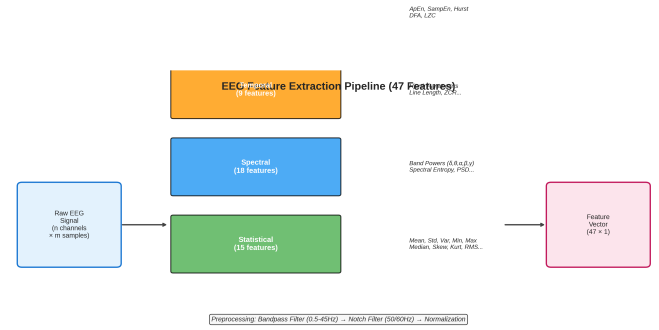 ApEn, SampEn, Hurst
DFA, LZC
EEG Feature Extraction Pipeline (47 Features)
(9 features)
Line Length, ZCR...
Spectral
(18 features)
Band Powers (δ,θ,α,β,γ)
Spectral Entropy, PSD...
Raw EEG
Signal
(n channels
× m samples)
Feature
Vector
(47 × 1)
Statistical
(15 features)
Mean, Std, Var, Min, Max
Median, Skew, Kurt, RMS...
Preprocessing: Bandpass Filter (0.5-45Hz) → Notch Filter (50/60Hz) → Normalization